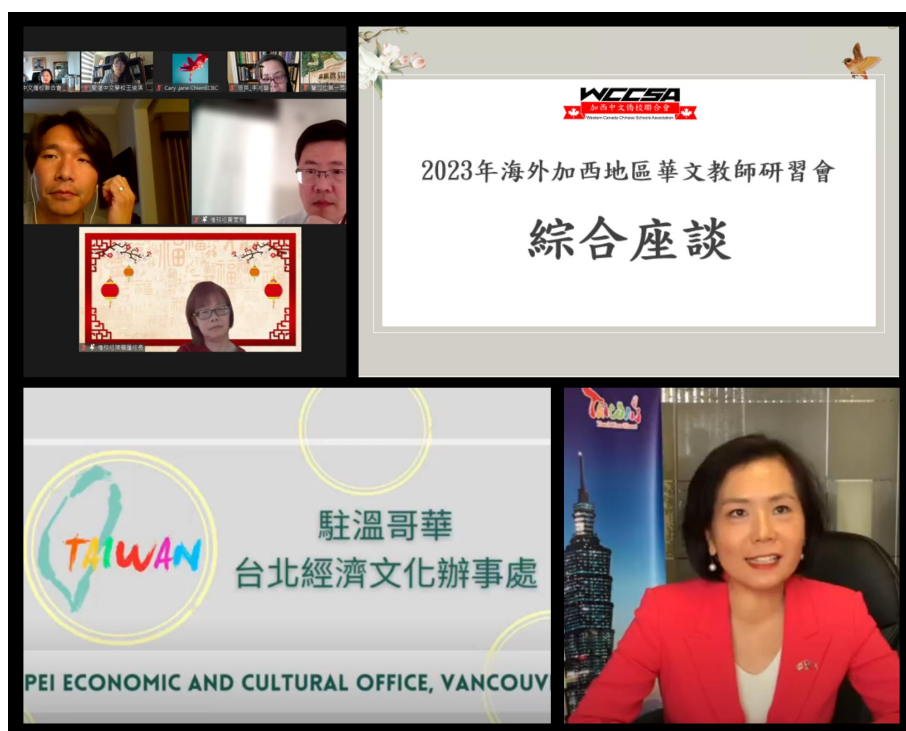 Cary-Jane ChienECBC
WCCSA
加西中文僑校聯合會
Western Canada Chinese Schools Association
2023年海外加西地區華文教師研習會
綜合座談
TAIWAN
駐溫哥華
台北經濟文化辦事處
PEI ECONOMIC AND CULTURAL OFFICE, VANCOUV
Taiwan